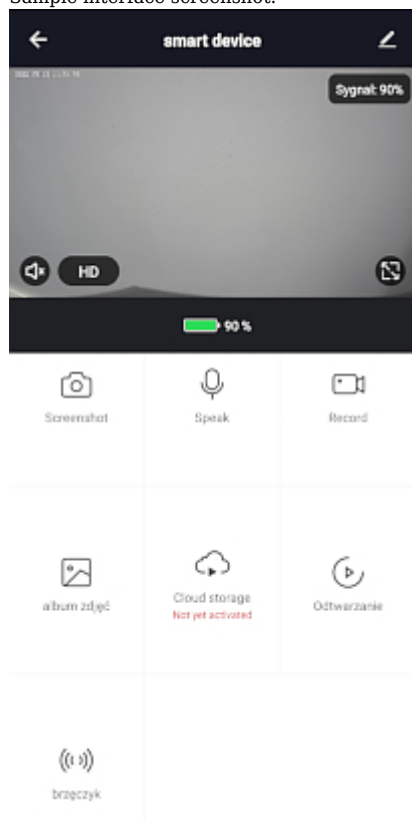 Sample interface screenshot:
smart device
Sygnał: 90%
HD
90 %
Screenshot
Speak
Record
album zdjęć
Cloud storage
Not yet activated
Odtwarzanie
brzęczyk